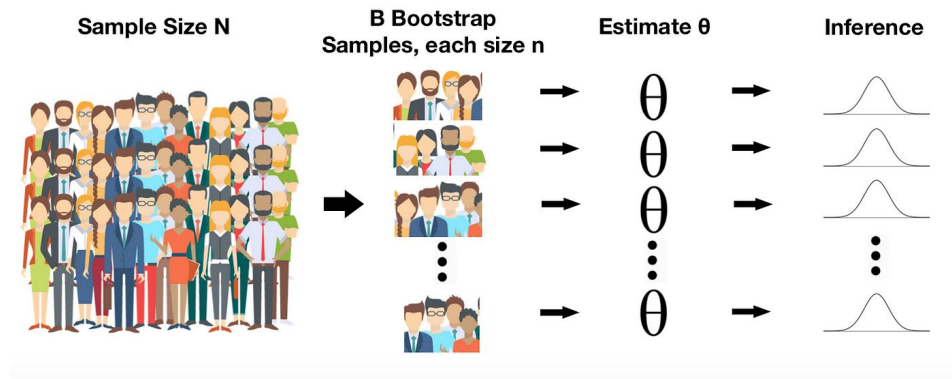 Sample Size N
B Bootstrap
Samples, each size n
Estimate θ
Inference
θ
θ
θ
θ